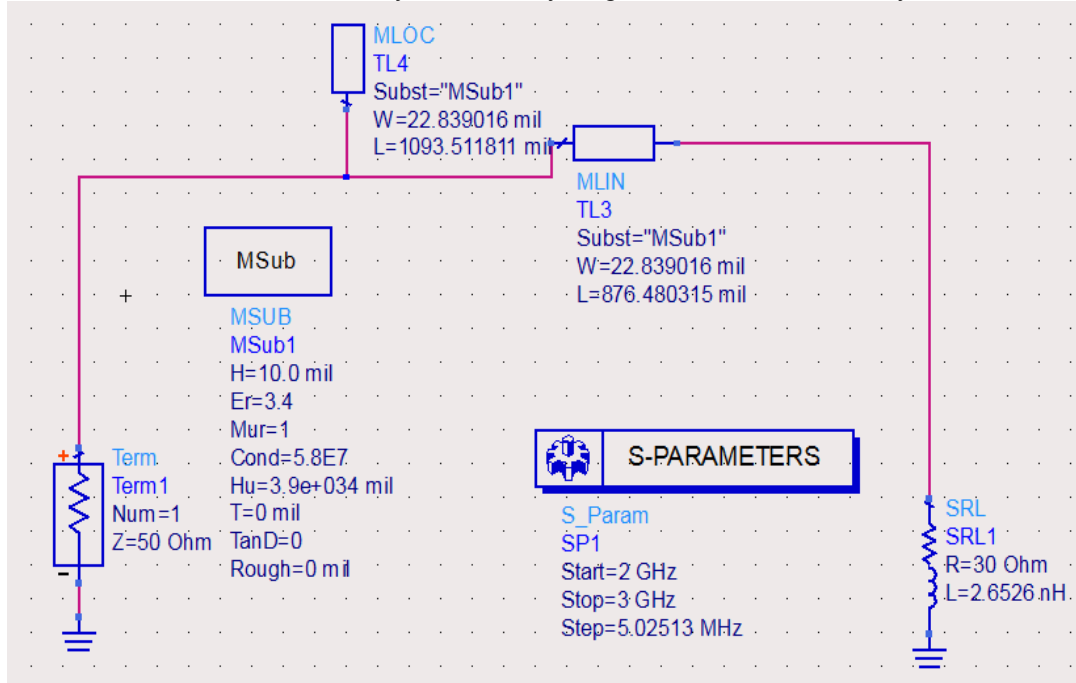 MLOC
TL4
Subst="MSub1"
W=22.839016 mil
L=1093.511811 mil
MLIN
TL3
Subst="MSub1"
W=22.839016 mil
L=876.480315 mil
MSub
MSUB
MSub1
H=10.0 mil
Er=3.4
Mur=1
Cond=5.8E7
Hu=3.9e+034 mil
T=0 mil
TanD=0
Rough=0 mil
+
Term
Term1
Num=1
Z=50 Ohm
-
S-PARAMETERS
S_Param
SP1
Start=2 GHz
Stop=3 GHz
Step=5.02513 MHz
SRL
SRL1
R=30 Ohm
L=2.6526 nH